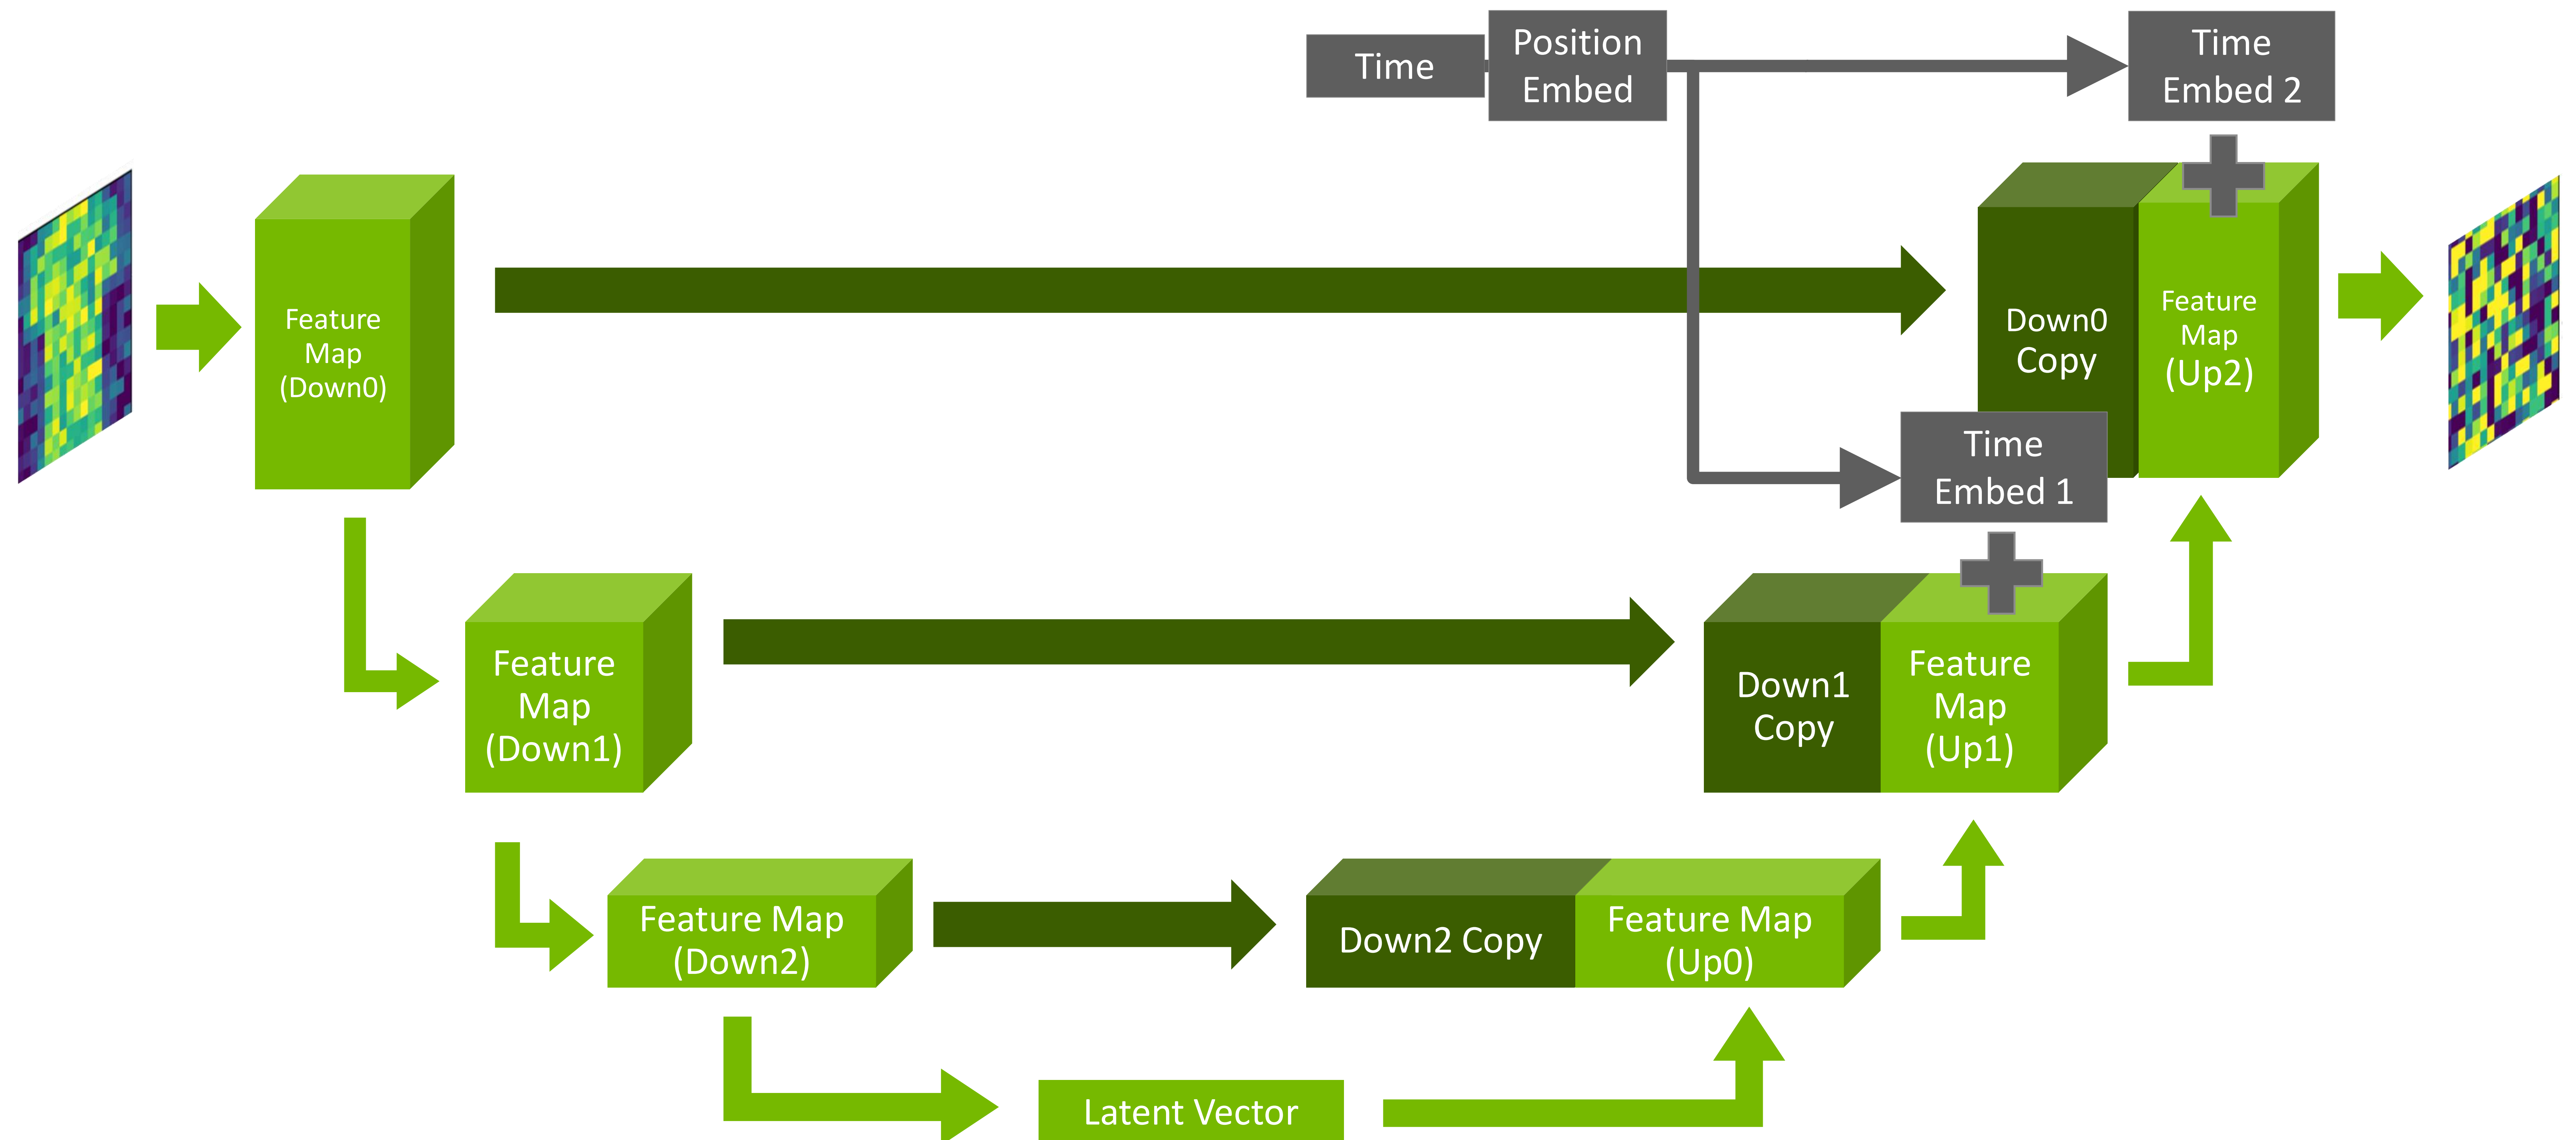 Time
Position
Embed
Time
Embed 2
Feature
Map
(Down0)
Down0
Copy
Feature
Map
(Up2)
Time
Embed 1
Feature
Map
(Down1)
Down1
Copy
Feature
Map
(Up1)
Feature Map
(Down2)
Down2 Copy
Feature Map
(Up0)
Latent Vector